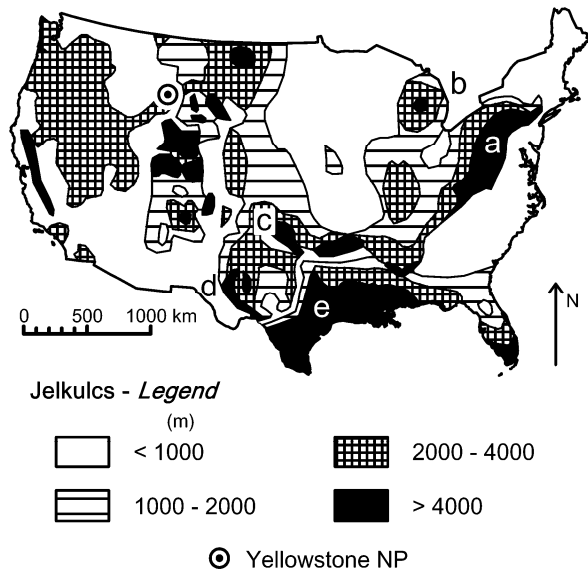 b
a
c
d
e
N
0 500 1000 km
Jelkulcs - Legend
(m)
< 1000
2000 - 4000
1000 - 2000
> 4000
Yellowstone NP